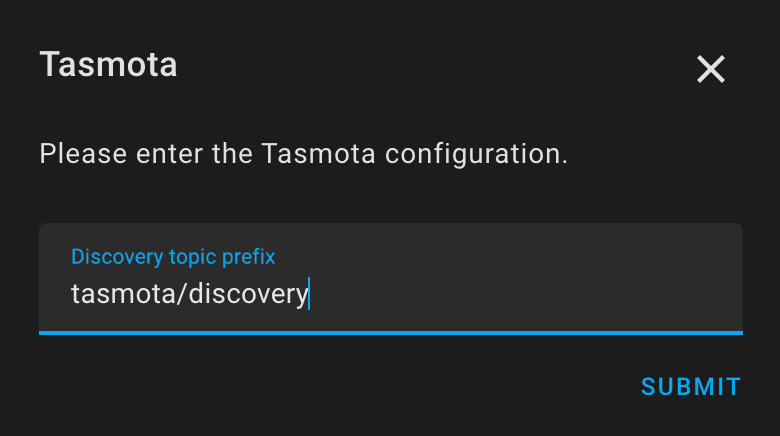 Tasmota
Please enter the Tasmota configuration.
Discovery topic prefix
tasmota/discovery
SUBMIT